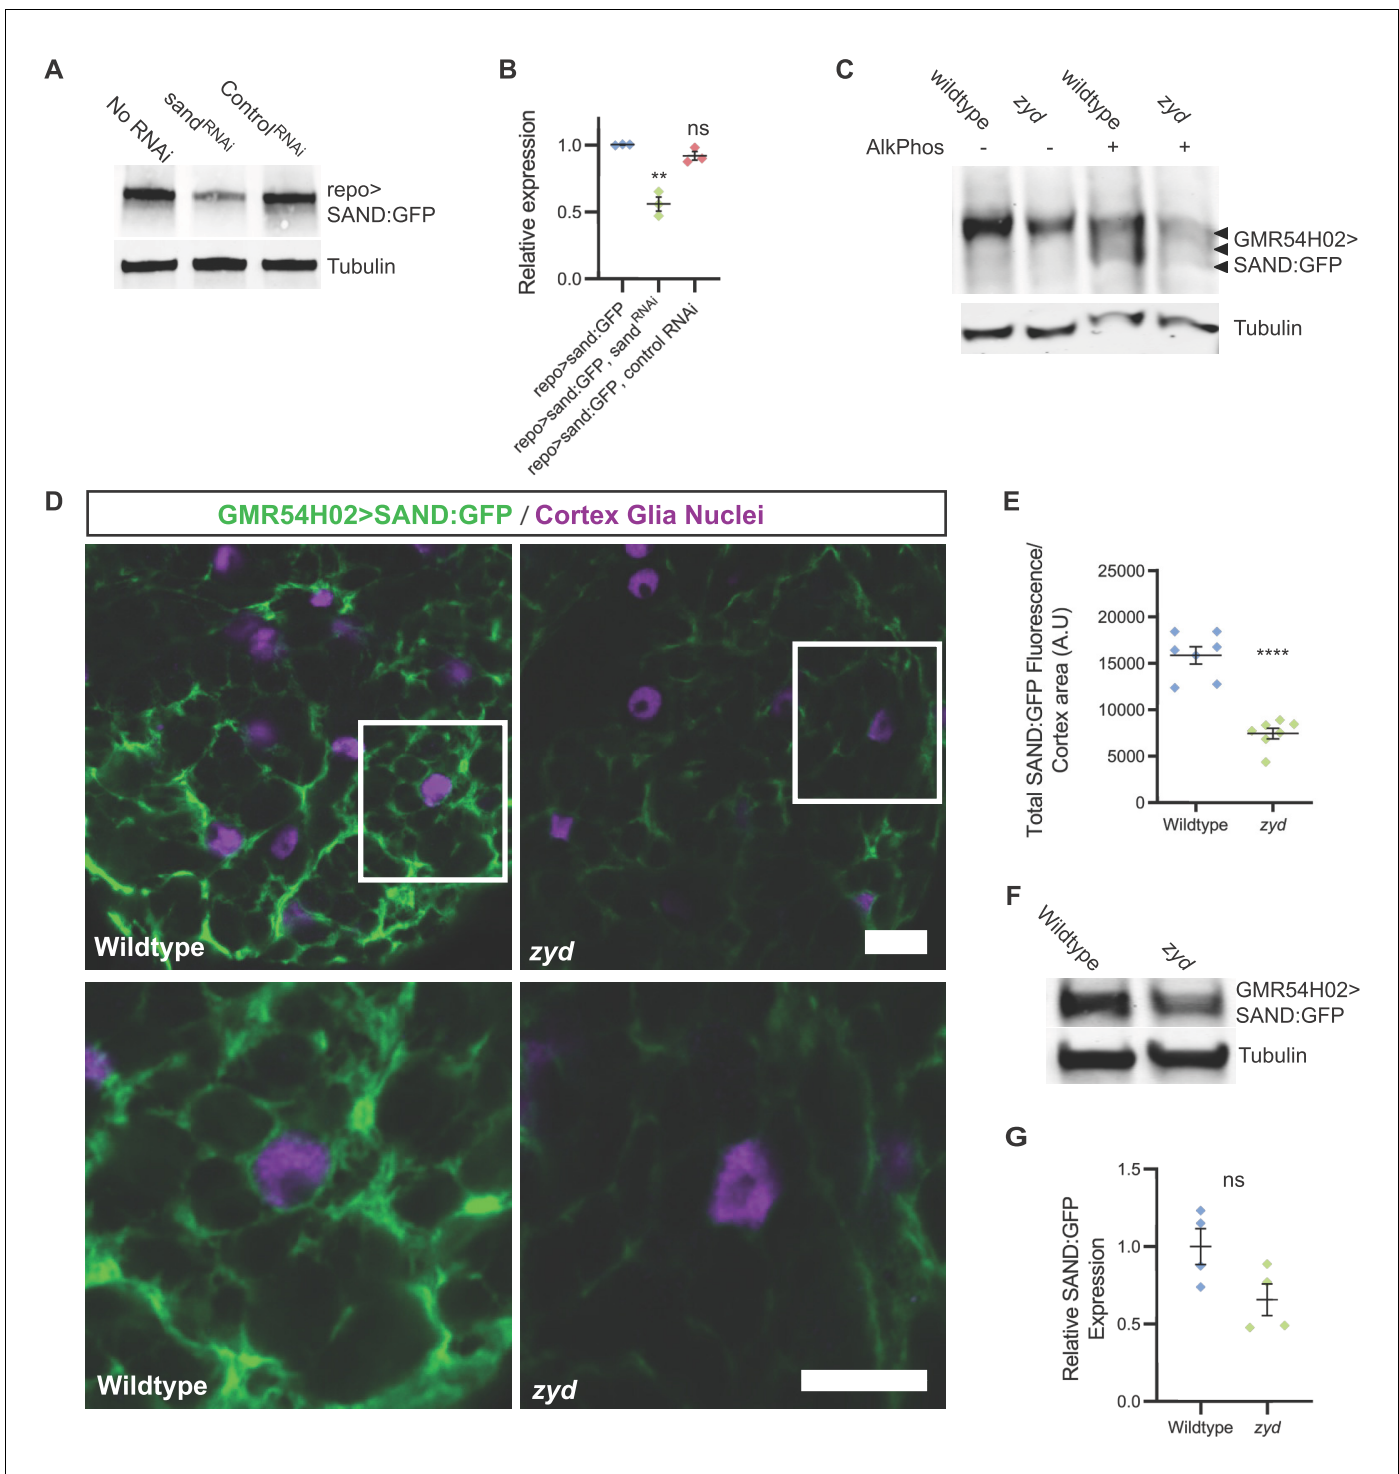 A
No RNAi
sandRNAi
ControlRNAi
repo>
SAND:GFP
Tubulin
B
Relative expression
1.0
0.5
0.0
**
ns
repo>sand:GFP
repo>sand:GFP, sandRNAi
repo>sand:GFP, control RNAi
C
wildtype
zyd
wildtype
zyd
AlkPhos - - + +
GMR54H02>
SAND:GFP
Tubulin
D
GMR54H02>SAND:GFP / Cortex Glia Nuclei
Wildtype
zyd
Wildtype
zyd
E
Total SAND:GFP Fluorescence/
Cortex area (A.U)
25000
20000
15000
10000
5000
0
****
Wildtype
zyd
F
Wildtype
zyd
GMR54H02>
SAND:GFP
Tubulin
G
Relative SAND:GFP
Expression
1.5
1.0
0.5
0.0
ns
Wildtype
zyd